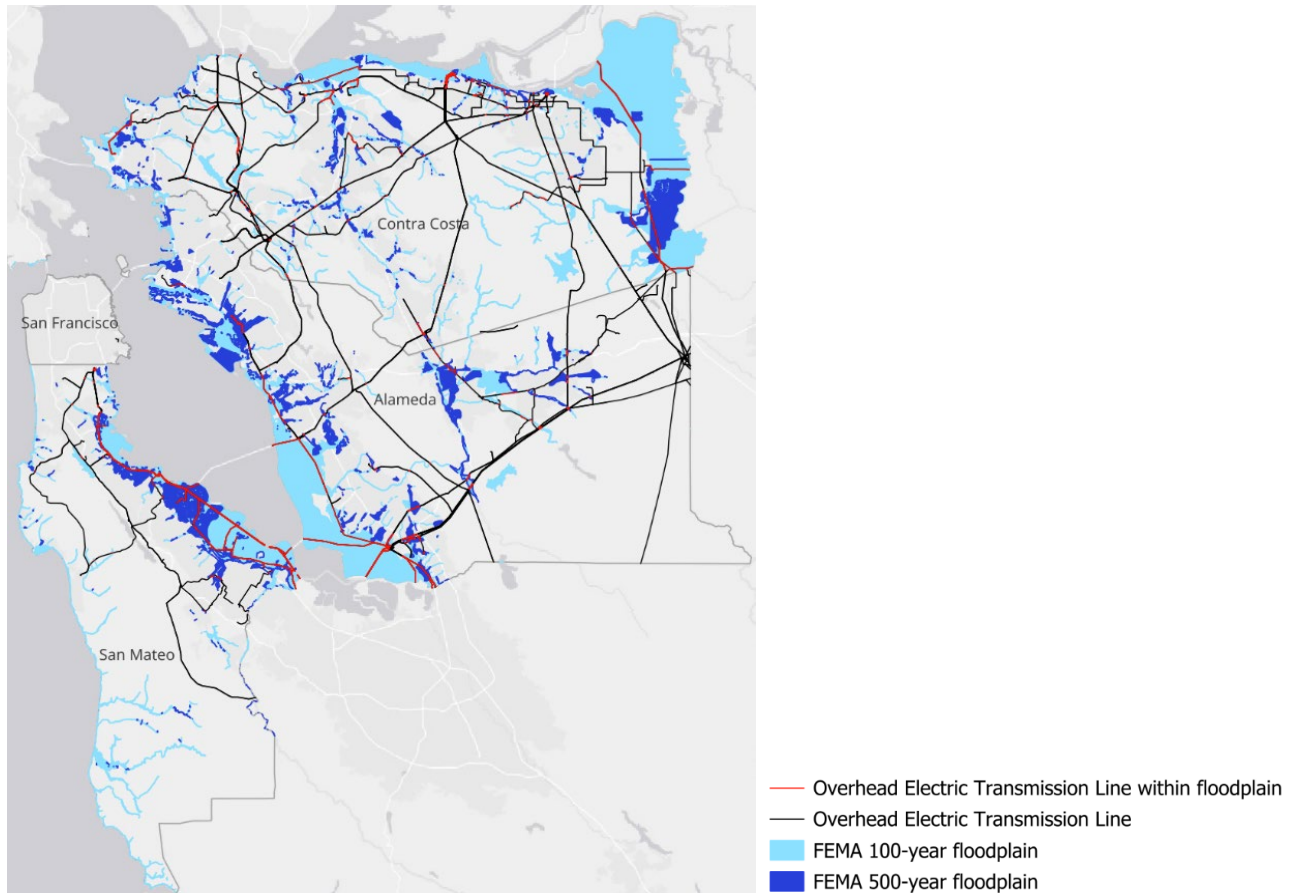 Contra Costa
San Francisco
Alameda
San Mateo
Overhead Electric Transmission Line within floodplain
Overhead Electric Transmission Line
FEMA 100-year floodplain
FEMA 500-year floodplain